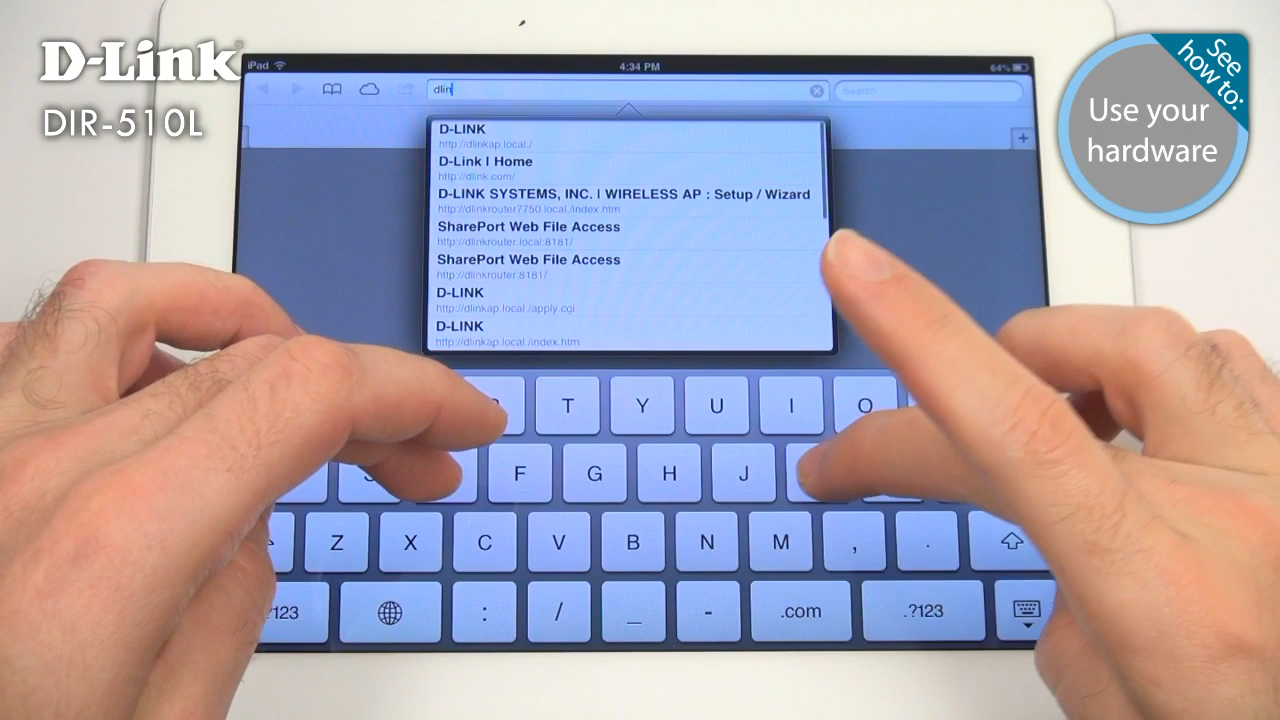 D-Link
DIR-510L
See
how to:
Use your
hardware
iPad
4:34 PM
64%
dlin
Search
D-LINK
http://dlinkap.local./
D-Link | Home
http://dlink.com/
D-LINK SYSTEMS, INC. | WIRELESS AP : Setup / Wizard
http://dlinkrouter7750.local./index.htm
SharePort Web File Access
http://dlinkrouter.local:8181/
SharePort Web File Access
http://dlinkrouter:8181/
D-LINK
http://dlinkap.local./apply.cgi
D-LINK
http://dlinkap.local./index.htm
T Y U I O
F G H J
Z X C V B N M , .
?123 : / _ - .com .?123